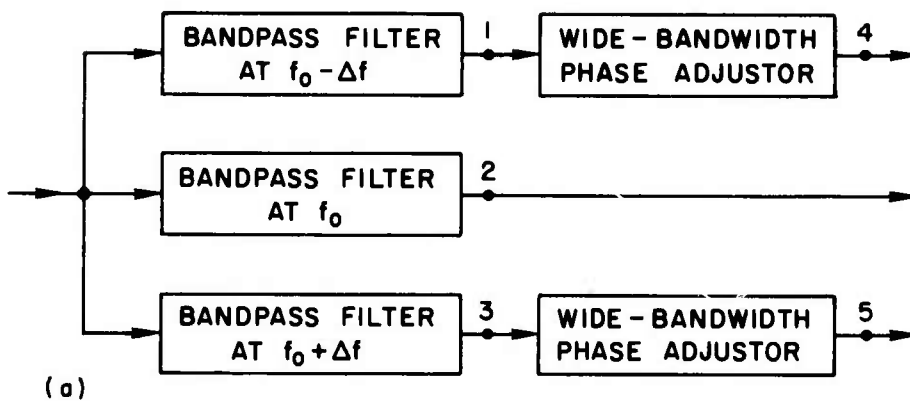 BANDPASS FILTER
AT f₀ - Δf
1
WIDE-BANDWIDTH
PHASE ADJUSTOR
4
BANDPASS FILTER
AT f₀
2
BANDPASS FILTER
AT f₀ + Δf
3
WIDE-BANDWIDTH
PHASE ADJUSTOR
5
(a)